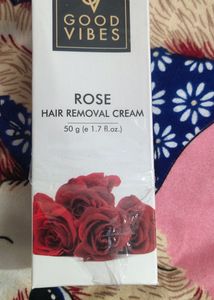 GOOD
VIBES
ROSE
HAIR REMOVAL CREAM
50 g (e 1.7 fl.oz.)